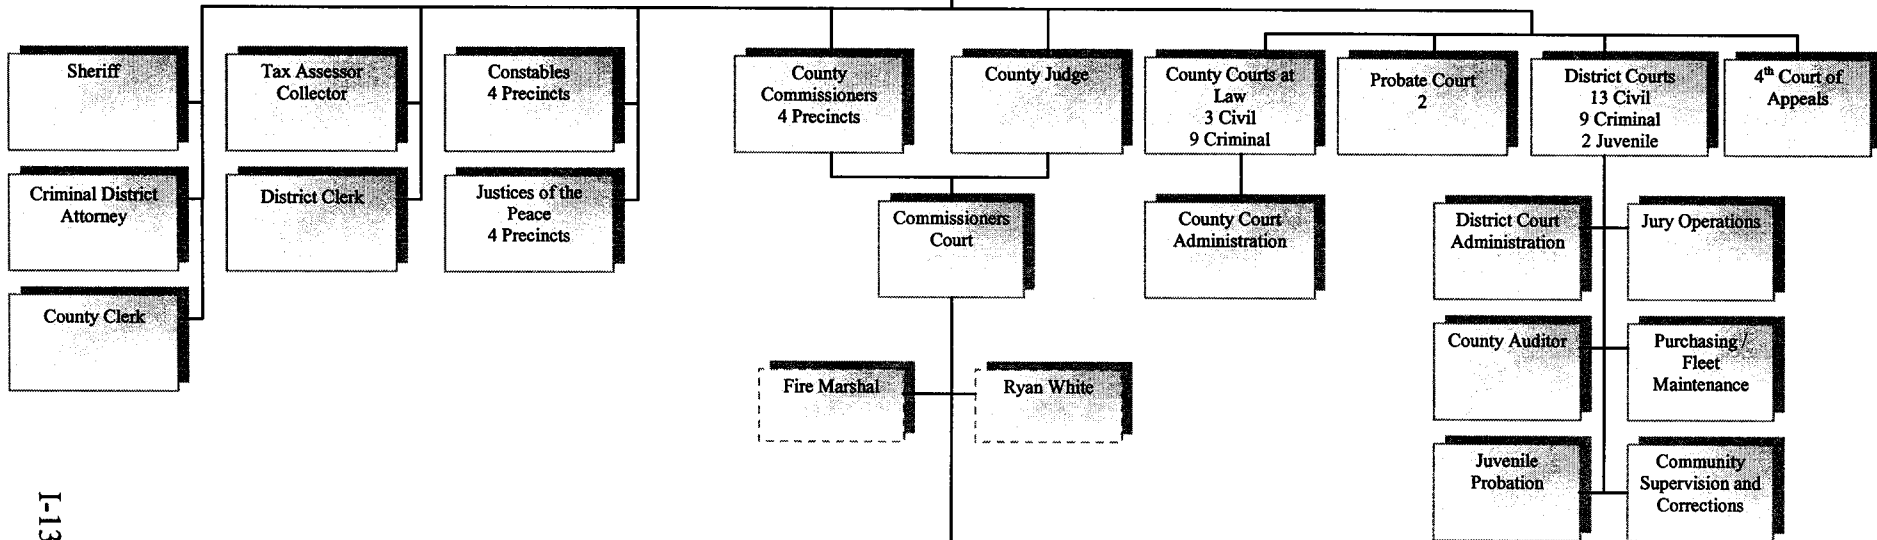 Sheriff
Tax Assessor
Collector
Constables
4 Precincts
County
Commissioners
4 Precincts
County Judge
County Courts at
Law
3 Civil
9 Criminal
Probate Court
2
District Courts
13 Civil
9 Criminal
2 Juvenile
4th Court of
Appeals
Criminal District
Attorney
District Clerk
Justices of the
Peace
4 Precincts
Commissioners
Court
County Court
Administration
District Court
Administration
Jury Operations
County Clerk
County Auditor
Purchasing /
Fleet
Maintenance
Fire Marshal
Ryan White
Juvenile
Probation
Community
Supervision and
Corrections
I-13